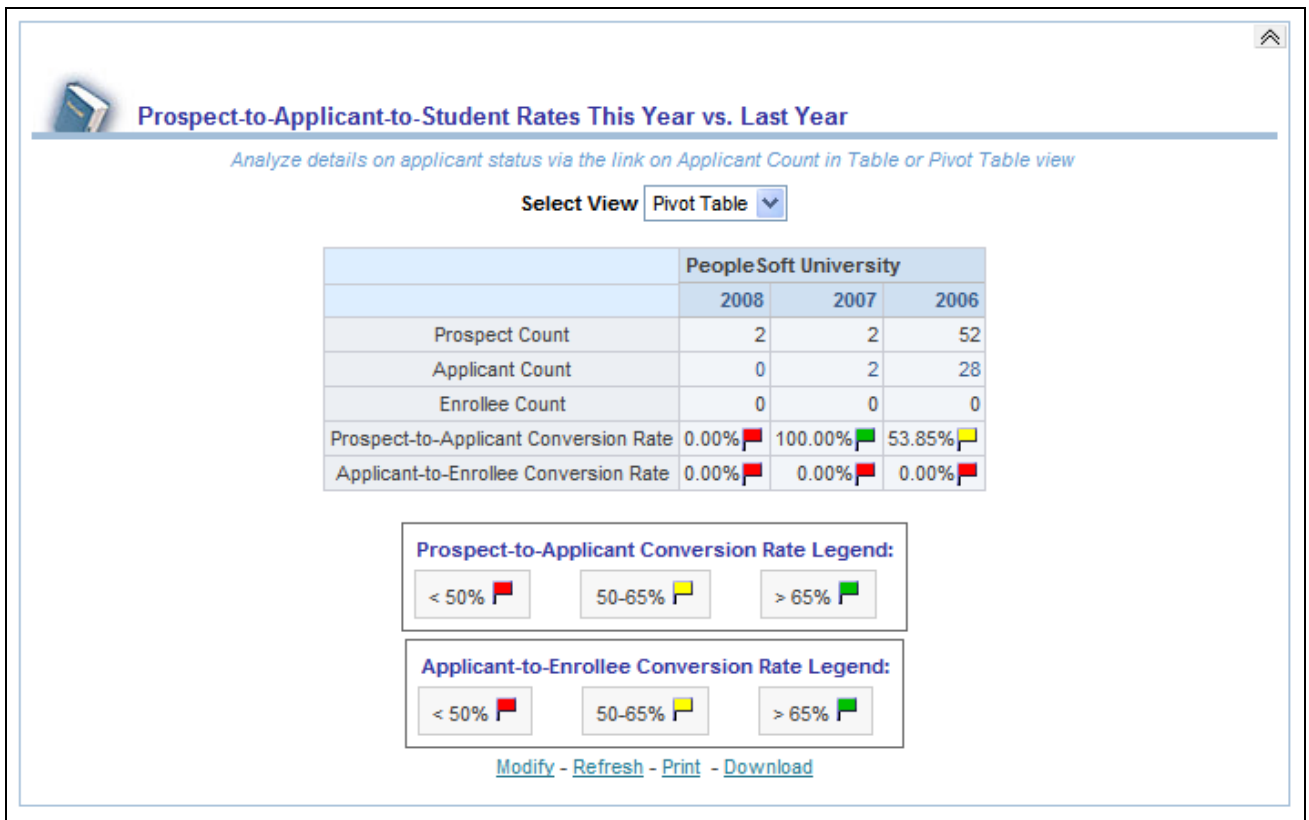 Prospect-to-Applicant-to-Student Rates This Year vs. Last Year
Analyze details on applicant status via the link on Applicant Count in Table or Pivot Table view
Select View Pivot Table
PeopleSoft University
2008 2007 2006
Prospect Count 2 2 52
Applicant Count 0 2 28
Enrollee Count 0 0 0
Prospect-to-Applicant Conversion Rate 0.00% 100.00% 53.85%
Applicant-to-Enrollee Conversion Rate 0.00% 0.00% 0.00%
Prospect-to-Applicant Conversion Rate Legend:
< 50% 50-65% > 65%
Applicant-to-Enrollee Conversion Rate Legend:
< 50% 50-65% > 65%
Modify - Refresh - Print - Download